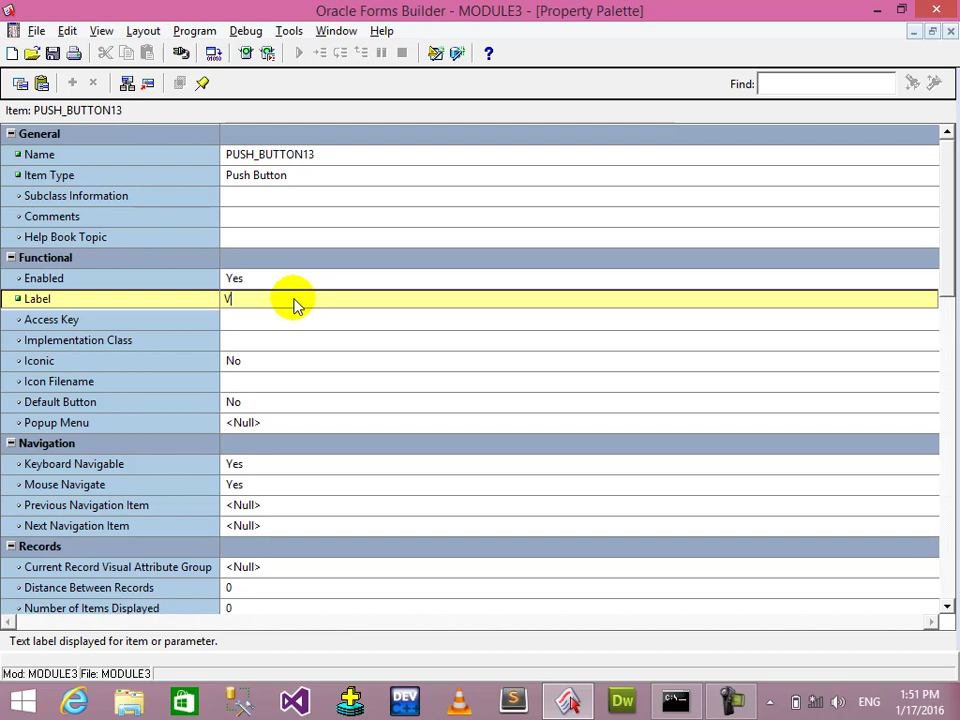 Oracle Forms Builder - MODULE3 - [Property Palette]
File Edit View Layout Program Debug Tools Window Help
Find:
Item: PUSH_BUTTON13
General
Name PUSH_BUTTON13
Item Type Push Button
Subclass Information
Comments
Help Book Topic
Functional
Enabled Yes
Label V
Access Key
Implementation Class
Iconic No
Icon Filename
Default Button No
Popup Menu <Null>
Navigation
Keyboard Navigable Yes
Mouse Navigate Yes
Previous Navigation Item <Null>
Next Navigation Item <Null>
Records
Current Record Visual Attribute Group <Null>
Distance Between Records 0
Number of Items Displayed 0
Text label displayed for item or parameter.
Mod: MODULE3 File: MODULE3
DEV
S
Dw
ENG
1:51 PM
1/17/2016